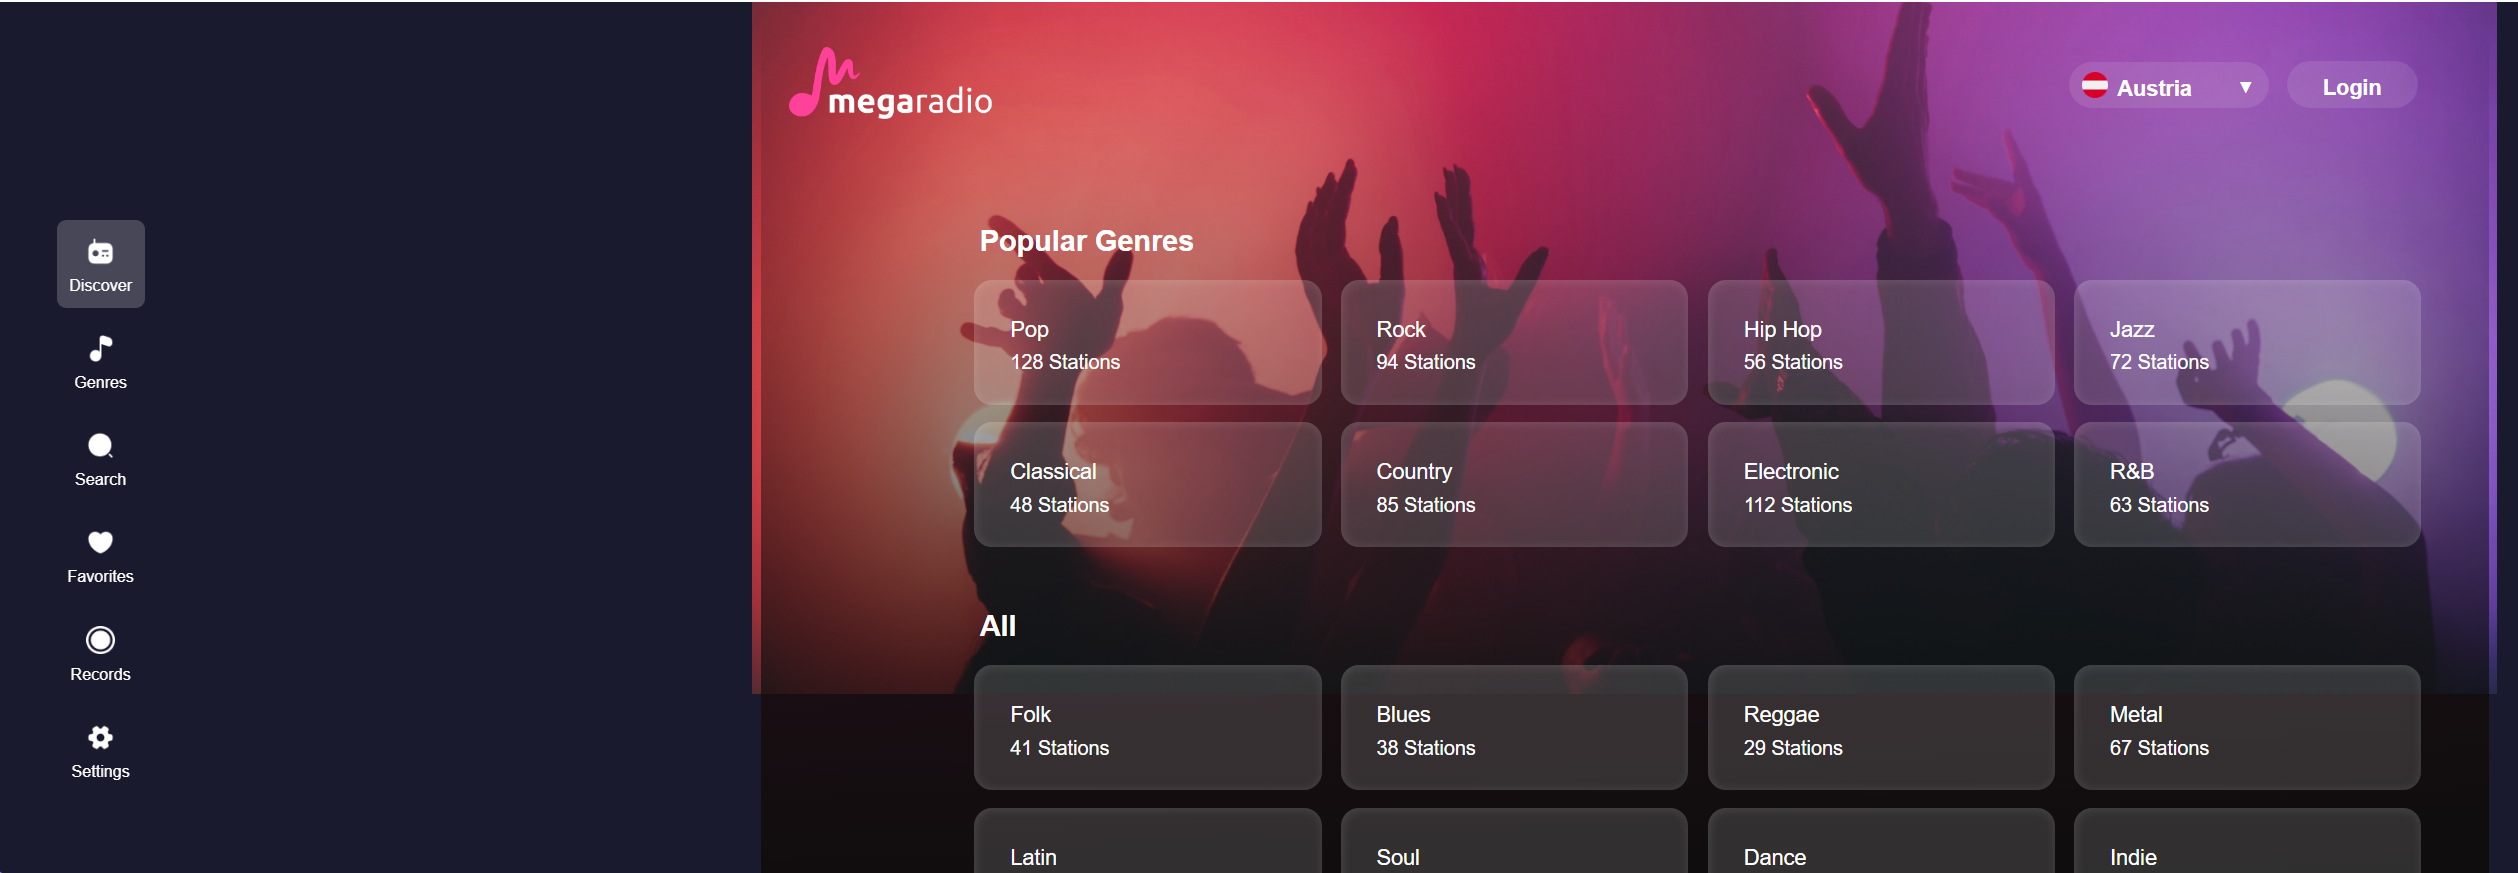 megaradio
Austria
Login
Discover
Genres
Search
Favorites
Records
Settings
Popular Genres
Pop
128 Stations
Rock
94 Stations
Hip Hop
56 Stations
Jazz
72 Stations
Classical
48 Stations
Country
85 Stations
Electronic
112 Stations
R&B
63 Stations
All
Folk
41 Stations
Blues
38 Stations
Reggae
29 Stations
Metal
67 Stations
Latin
Soul
Dance
Indie